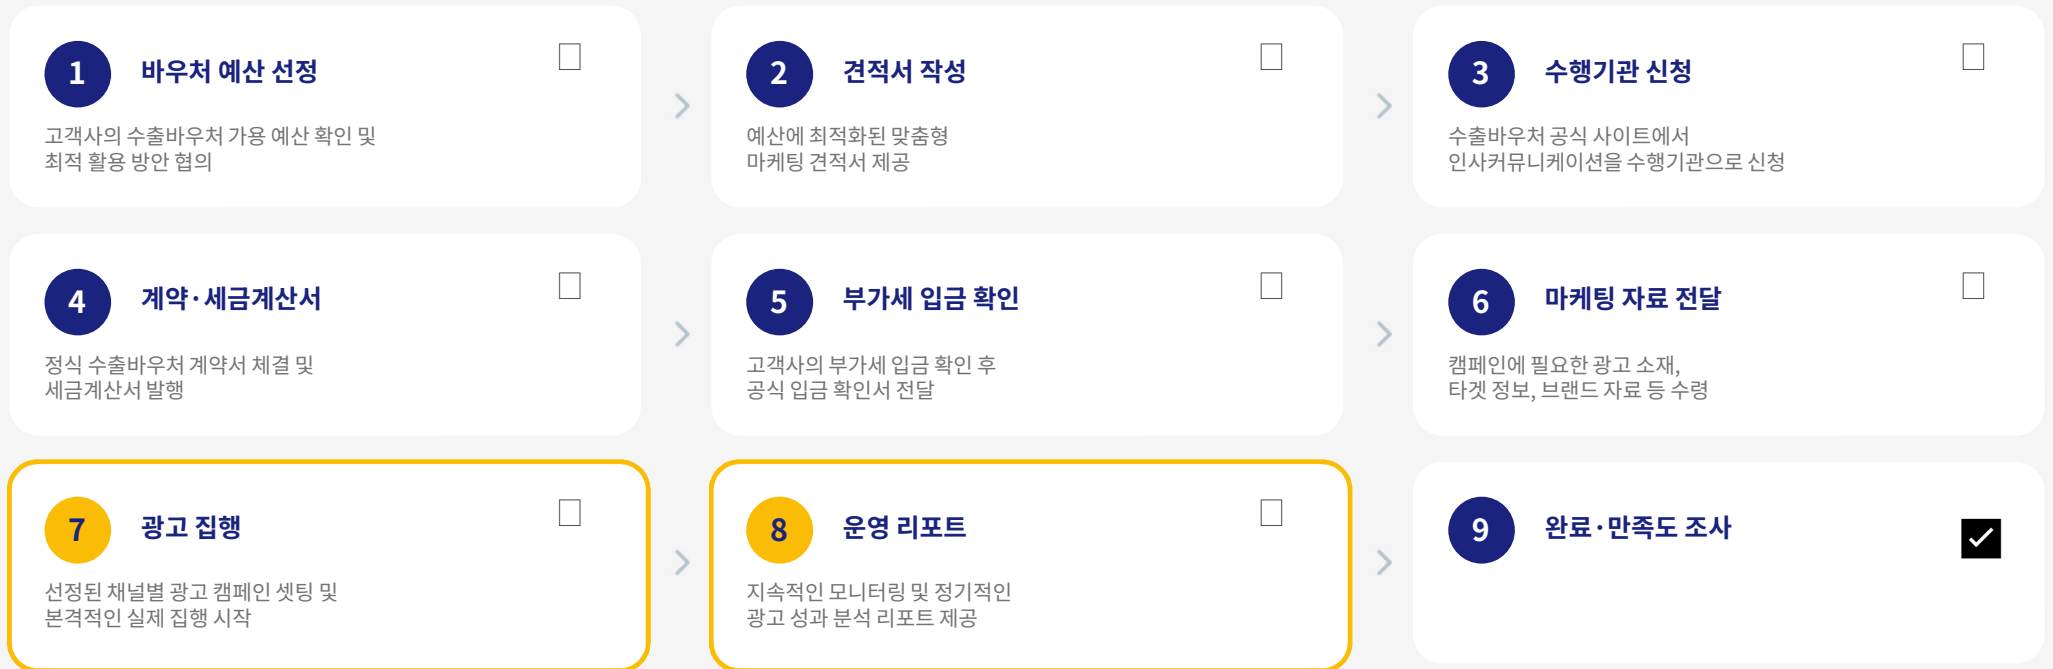 1 바우처 예산 선정
고객사의 수출바우처 가용 예산 확인 및
최적 활용 방안 협의
2 견적서 작성
예산에 최적화된 맞춤형
마케팅 견적서 제공
3 수행기관 신청
수출바우처 공식 사이트에서
인사커뮤니케이션을 수행기관으로 신청
4 계약·세금계산서
정식 수출바우처 계약서 체결 및
세금계산서 발행
5 부가세 입금 확인
고객사의 부가세 입금 확인 후
공식 입금 확인서 전달
6 마케팅 자료 전달
캠페인에 필요한 광고 소재,
타겟 정보, 브랜드 자료 등 수령
7 광고 집행
선정된 채널별 광고 캠페인 셋팅 및
본격적인 실제 집행 시작
8 운영 리포트
지속적인 모니터링 및 정기적인
광고 성과 분석 리포트 제공
9 완료·만족도 조사